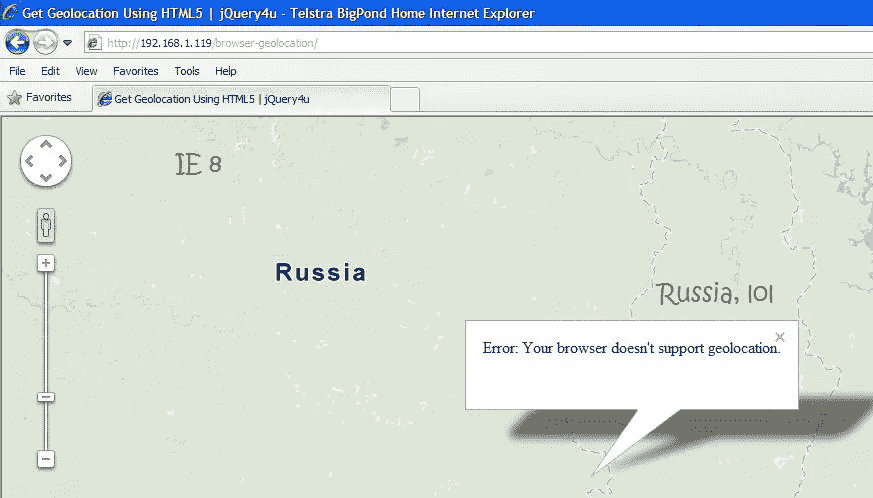 Get Geolocation Using HTML5 | jQuery4u - Telstra BigPond Home Internet Explorer
http://192.168.1.119/browser-geolocation/
File Edit View Favorites Tools Help
Favorites Get Geolocation Using HTML5 | jQuery4u
IE 8
Russia
Russia, lol
Error: Your browser doesn't support geolocation.